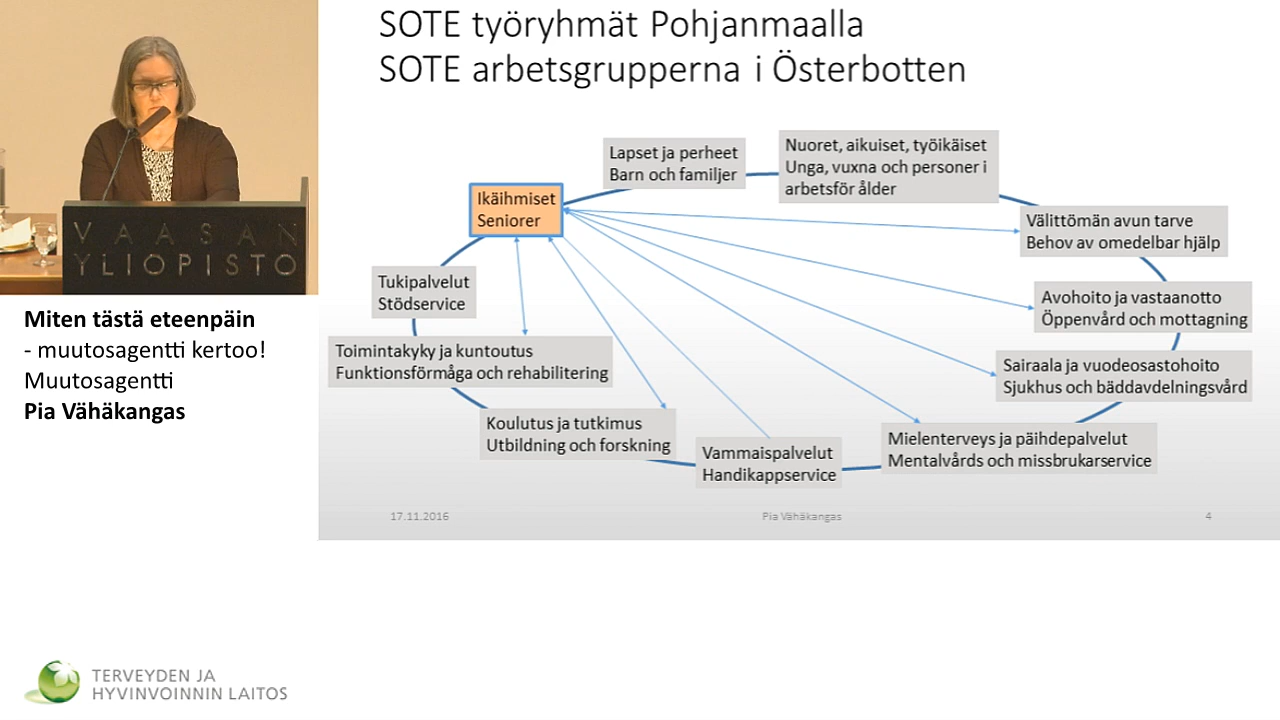 SOTE työryhmät Pohjanmaalla
SOTE arbetsgrupperna i Österbotten
VAASAN
YLIOPISTO
Miten tästä eteenpäin
- muutosagentti kertoo!
Muutosagentti
Pia Vähäkangas
Lapset ja perheet
Barn och familjer
Nuoret, aikuiset, työikäiset
Unga, vuxna och personer i
arbetsför ålder
Ikäihmiset
Seniorer
Välittömän avun tarve
Behov av omedelbar hjälp
Tukipalvelut
Stödservice
Avohoito ja vastaanotto
Öppenvård och mottagning
Toimintakyky ja kuntoutus
Funktionsförmåga och rehabilitering
Sairaala ja vuodeosastohoito
Sjukhus och bäddavdelningsvård
Koulutus ja tutkimus
Utbildning och forskning
Vammaispalvelut
Handikappservice
Mielenterveys ja päihdepalvelut
Mentalvårds och missbrukarservice
17.11.2016
Pia Vähäkangas
4
TERVEYDEN JA
HYVINVOINNIN LAITOS